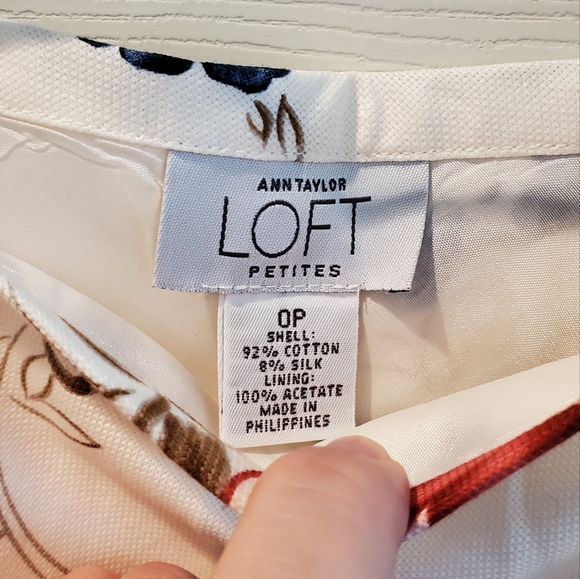 ANN TAYLOR
LOFT
PETITES
0P
SHELL:
92% COTTON
8% SILK
LINING:
100% ACETATE
MADE IN
PHILIPPINES